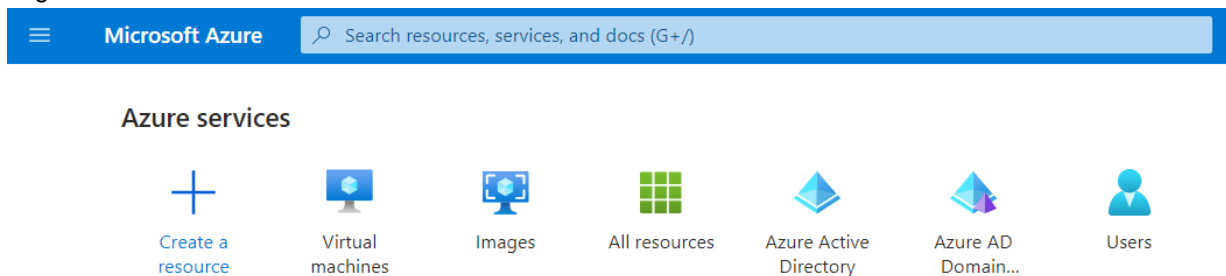 Microsoft Azure
Search resources, services, and docs (G+/)
Azure services
Create a resource
Virtual machines
Images
All resources
Azure Active Directory
Azure AD Domain...
Users